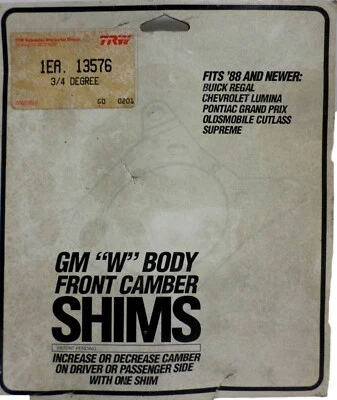 TRW
1EA. 13576
3/4 DEGREE
60 0201
FITS '88 AND NEWER:
BUICK REGAL
CHEVROLET LUMINA
PONTIAC GRAND PRIX
OLDSMOBILE CUTLASS
SUPREME
GM "W" BODY
FRONT CAMBER
SHIMS
PATENT PENDING
INCREASE OR DECREASE CAMBER
ON DRIVER OR PASSENGER SIDE
WITH ONE SHIM